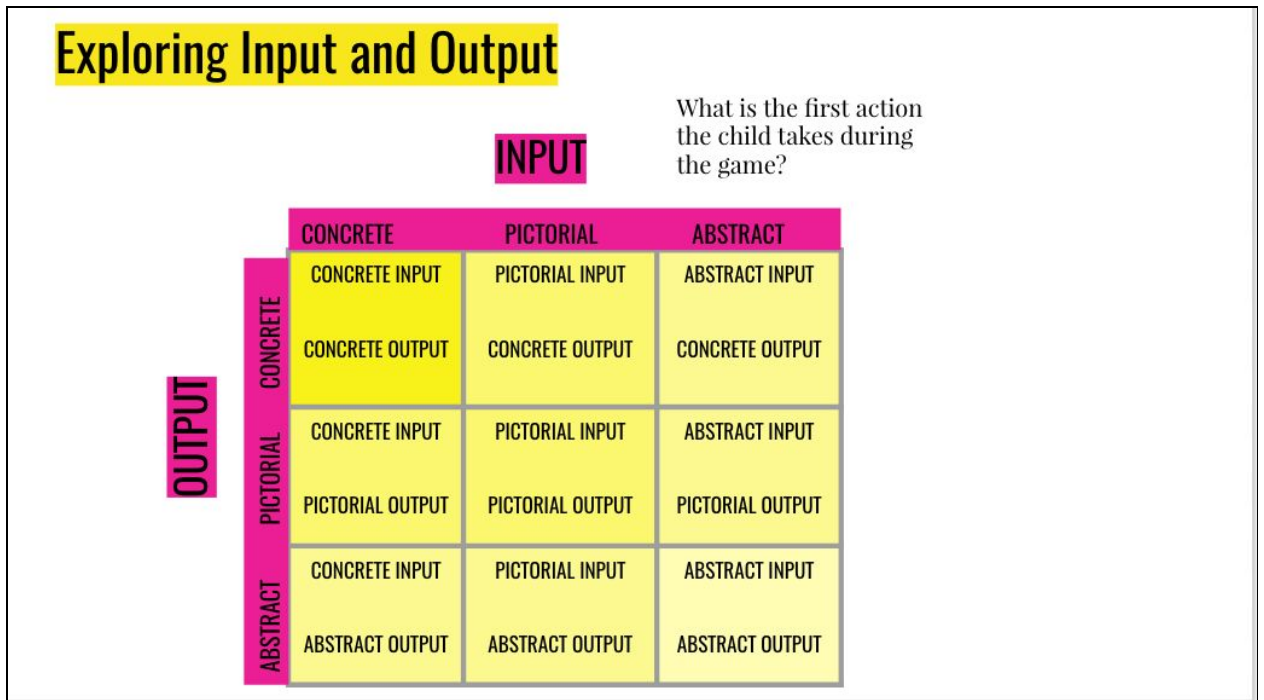 Exploring Input and Output
What is the first action
the child takes during
the game?
INPUT
CONCRETE PICTORIAL ABSTRACT
OUTPUT
CONCRETE
CONCRETE INPUT PICTORIAL INPUT ABSTRACT INPUT
CONCRETE OUTPUT CONCRETE OUTPUT CONCRETE OUTPUT
PICTORIAL
CONCRETE INPUT PICTORIAL INPUT ABSTRACT INPUT
PICTORIAL OUTPUT PICTORIAL OUTPUT PICTORIAL OUTPUT
ABSTRACT
CONCRETE INPUT PICTORIAL INPUT ABSTRACT INPUT
ABSTRACT OUTPUT ABSTRACT OUTPUT ABSTRACT OUTPUT